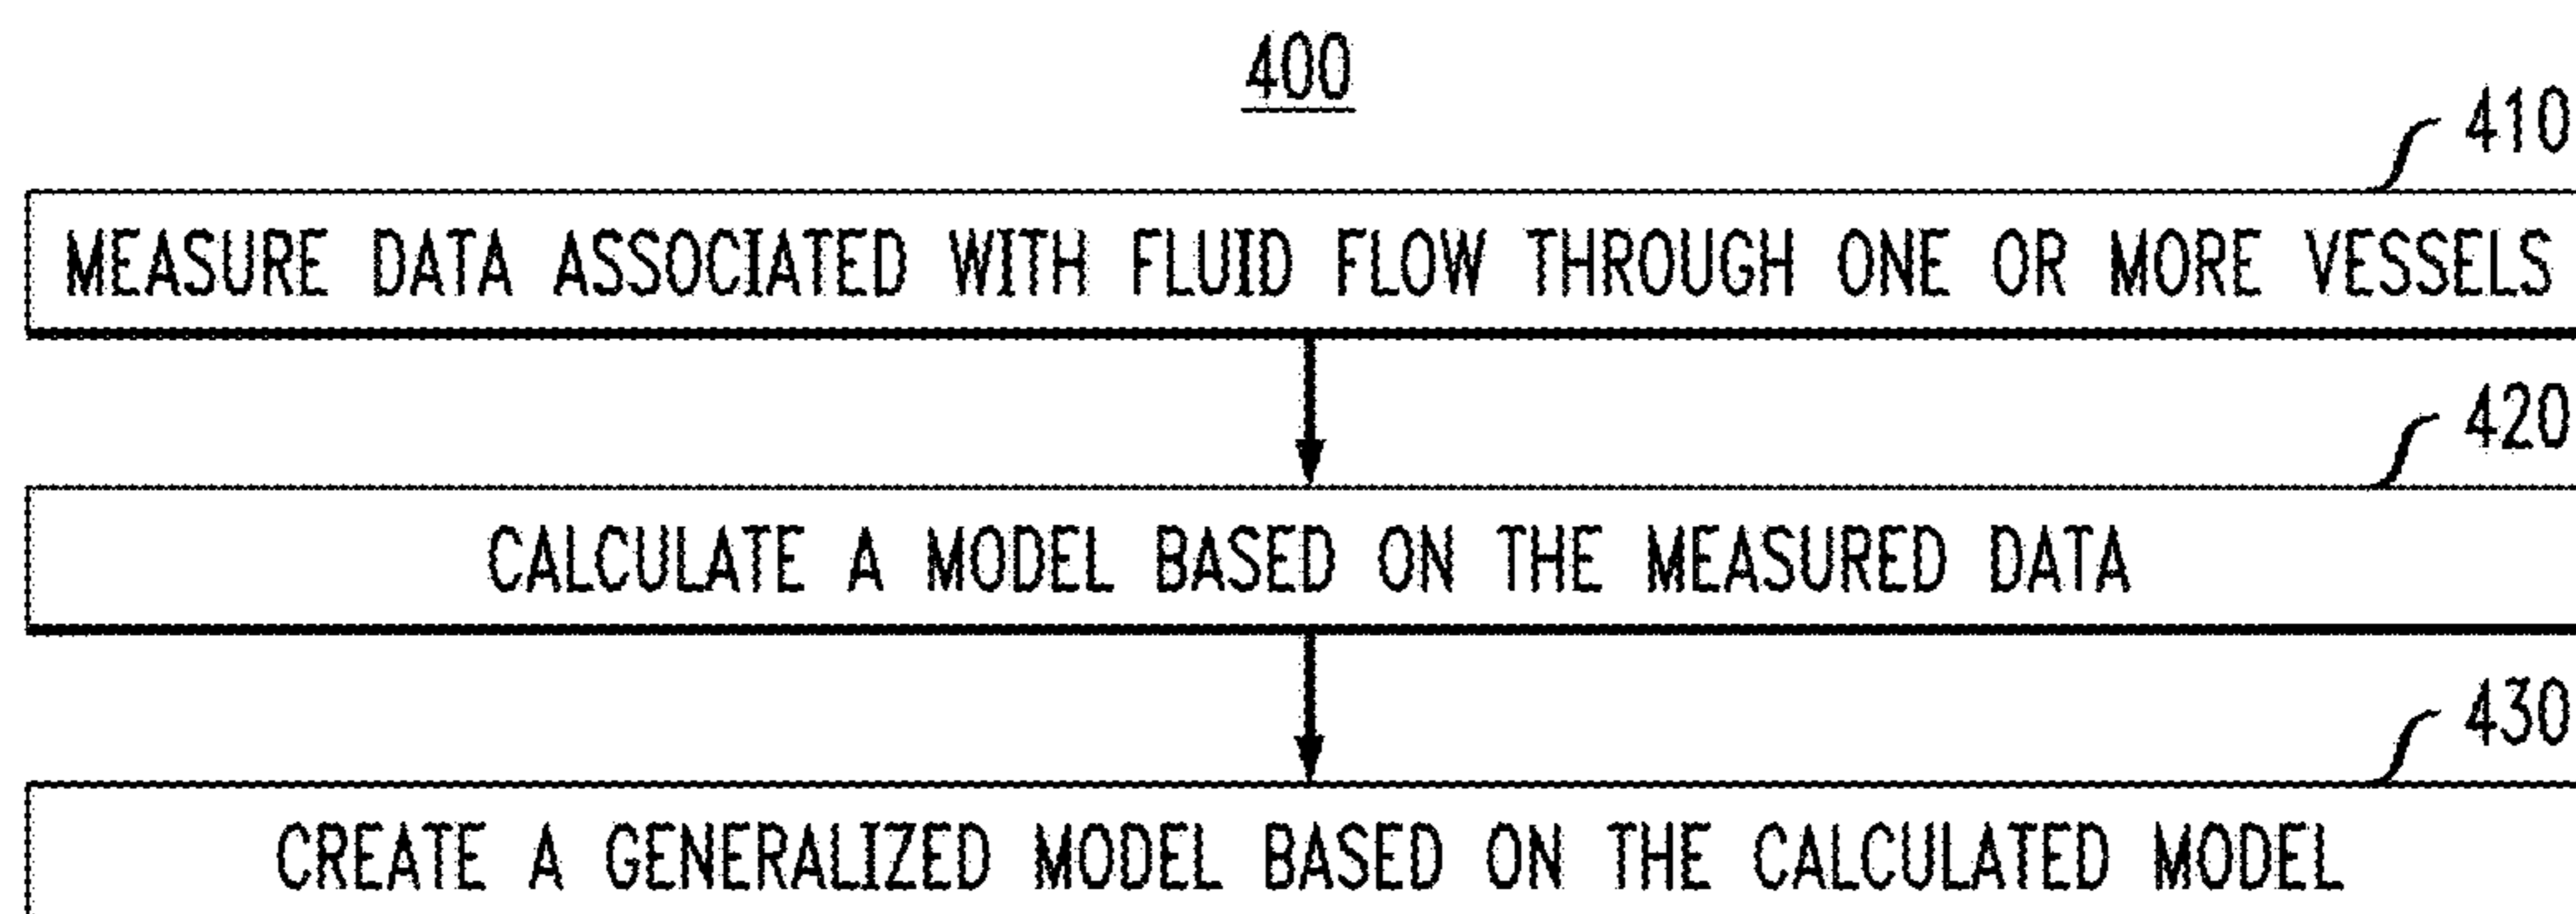 400
410
MEASURE DATA ASSOCIATED WITH FLUID FLOW THROUGH ONE OR MORE VESSELS
420
CALCULATE A MODEL BASED ON THE MEASURED DATA
430
CREATE A GENERALIZED MODEL BASED ON THE CALCULATED MODEL